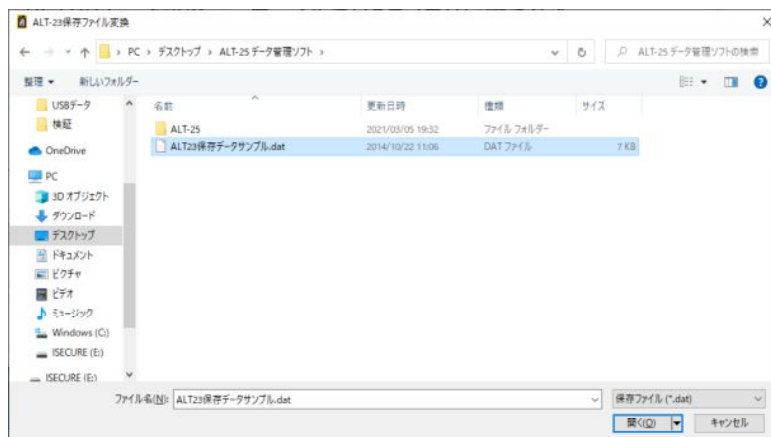 ALT-23保存ファイル変換
PC › デスクトップ › ALT-25 データ管理ソフト ›
ALT-25 データ管理ソフトの検索
整理 新しいフォルダー
名前 更新日時 種類 サイズ
USBデータ
検証
OneDrive
PC
3D オブジェクト
ダウンロード
デスクトップ
ドキュメント
ピクチャ
ビデオ
ミュージック
Windows (C:)
ISECURE (E:)
ISECURE (E:)
ALT-25 2021/03/05 19:32 ファイル フォルダー
ALT23保存データサンプル.dat 2014/10/22 11:06 DAT ファイル 7 KB
ファイル名(N): ALT23保存データサンプル.dat
保存ファイル (*.dat)
開く(O) キャンセル